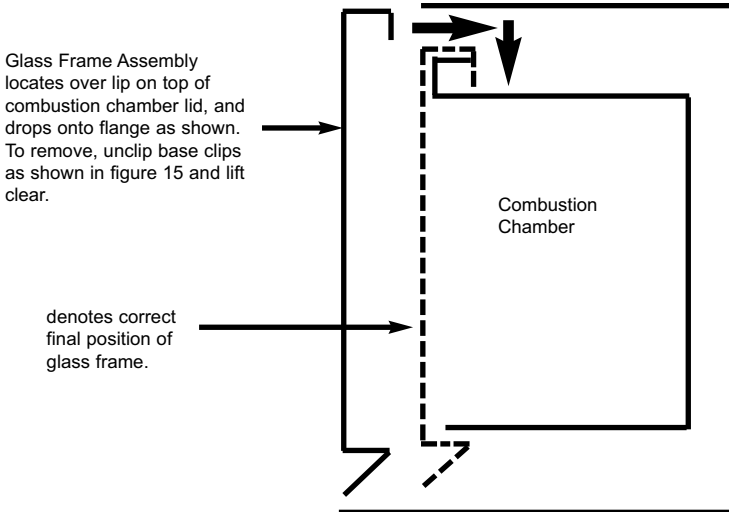 Glass Frame Assembly
locates over lip on top of
combustion chamber lid, and
drops onto flange as shown.
To remove, unclip base clips
as shown in figure 15 and lift
clear.
Combustion
Chamber
denotes correct
final position of
glass frame.